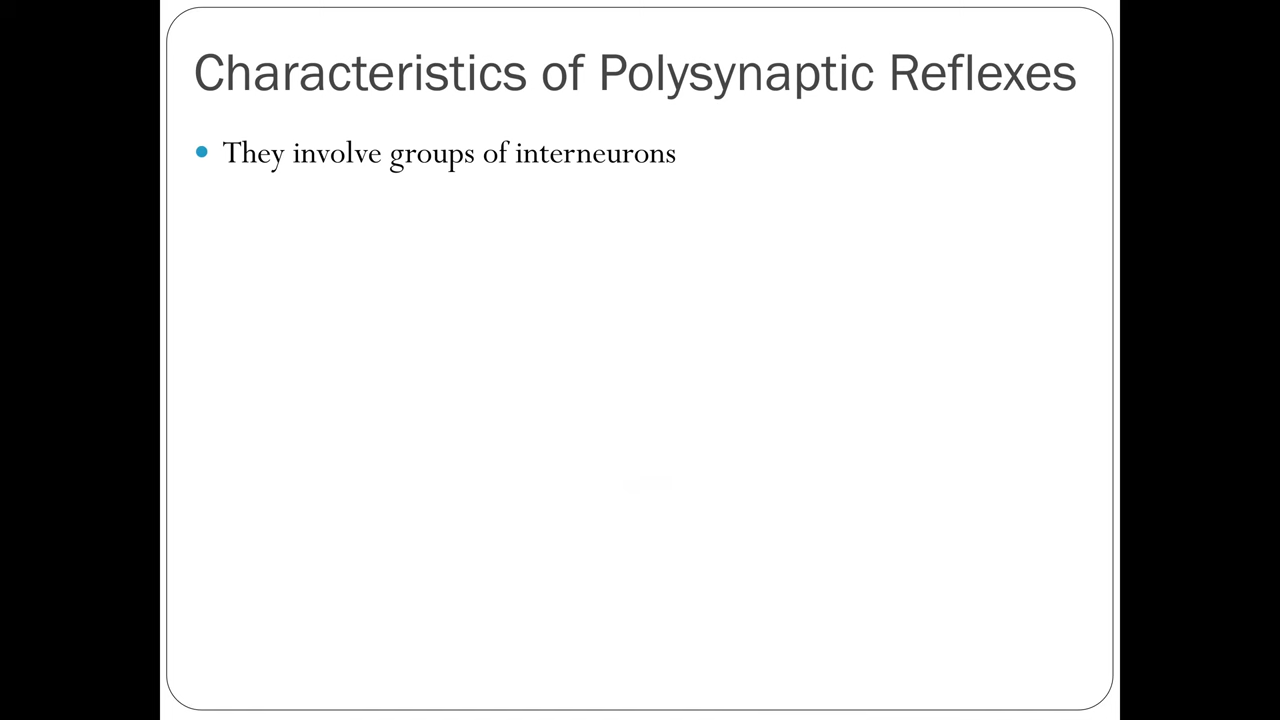 Characteristics of Polysynaptic Reflexes
• They involve groups of interneurons